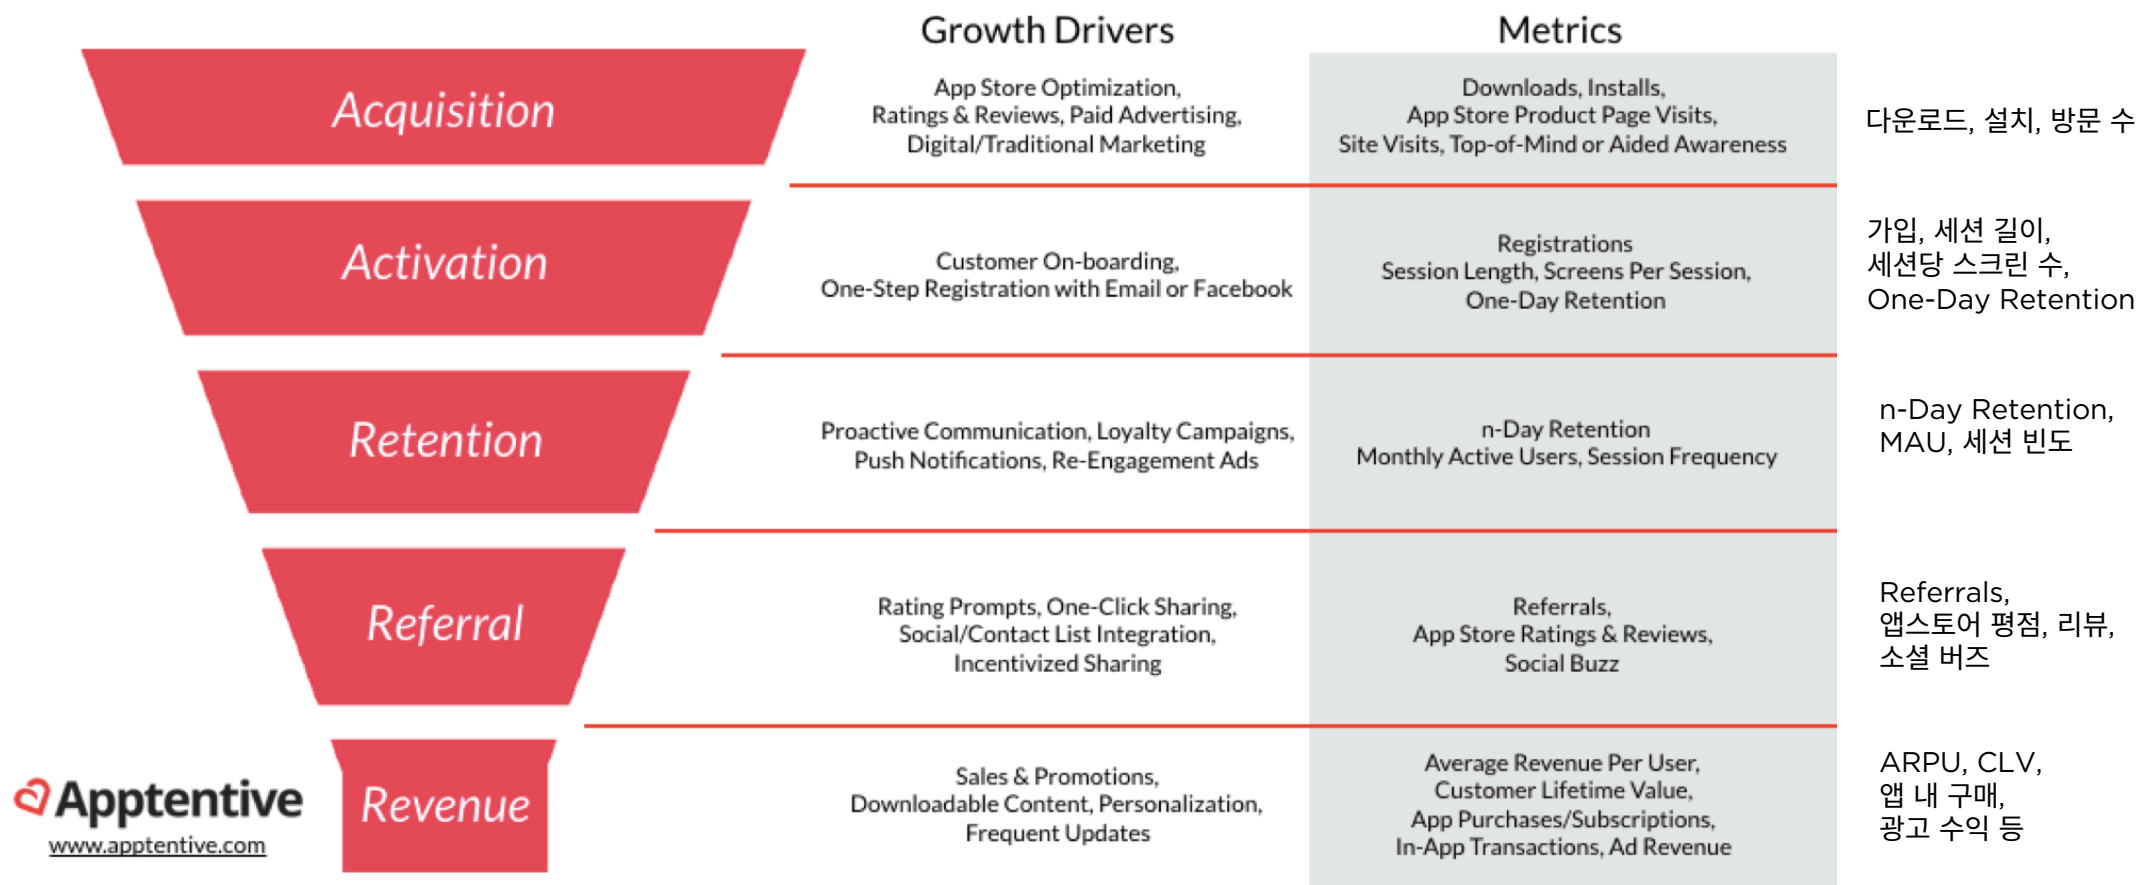 Growth Drivers
Metrics
Acquisition
App Store Optimization,
Ratings & Reviews, Paid Advertising,
Digital/Traditional Marketing
Downloads, Installs,
App Store Product Page Visits,
Site Visits, Top-of-Mind or Aided Awareness
다운로드, 설치, 방문 수
Activation
Customer On-boarding,
One-Step Registration with Email or Facebook
Registrations
Session Length, Screens Per Session,
One-Day Retention
가입, 세션 길이,
세션당 스크린 수,
One-Day Retention
Retention
Proactive Communication, Loyalty Campaigns,
Push Notifications, Re-Engagement Ads
n-Day Retention
Monthly Active Users, Session Frequency
n-Day Retention,
MAU, 세션 빈도
Referral
Rating Prompts, One-Click Sharing,
Social/Contact List Integration,
Incentivized Sharing
Referrals,
App Store Ratings & Reviews,
Social Buzz
Referrals,
앱스토어 평점, 리뷰,
소셜 버즈
Revenue
Sales & Promotions,
Downloadable Content, Personalization,
Frequent Updates
Average Revenue Per User,
Customer Lifetime Value,
App Purchases/Subscriptions,
In-App Transactions, Ad Revenue
ARPU, CLV,
앱 내 구매,
광고 수익 등
Apptentive
www.apptentive.com